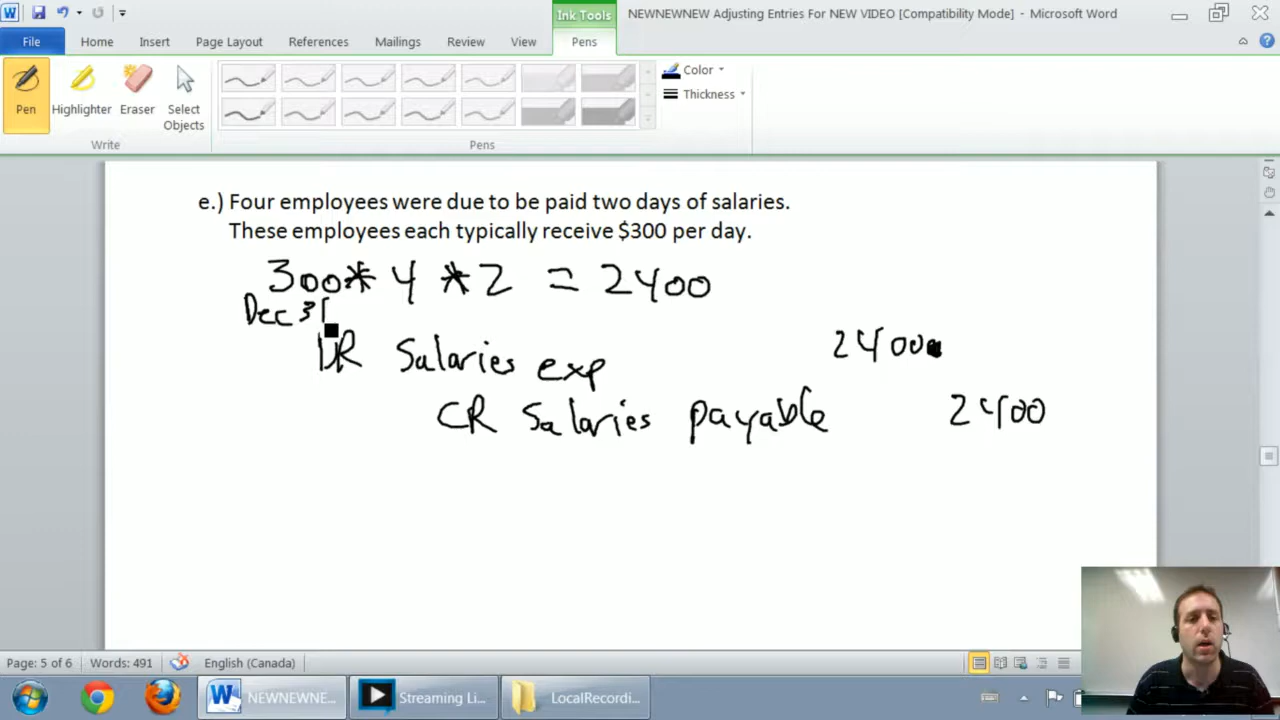 Ink Tools
NEWNEWNEW Adjusting Entries For NEW VIDEO [Compatibility Mode] - Microsoft Word
File Home Insert Page Layout References Mailings Review View Pens
Pen Highlighter Eraser Select Objects
Color
Thickness
Write Pens
e.) Four employees were due to be paid two days of salaries.
These employees each typically receive $300 per day.
300* 4 *2 = 2400
Dec 31
DR Salaries exp 2400
CR Salaries payable 2400
Page: 5 of 6 Words: 491 English (Canada)
NEWNEWNE... Streaming Li... LocalRecordi...